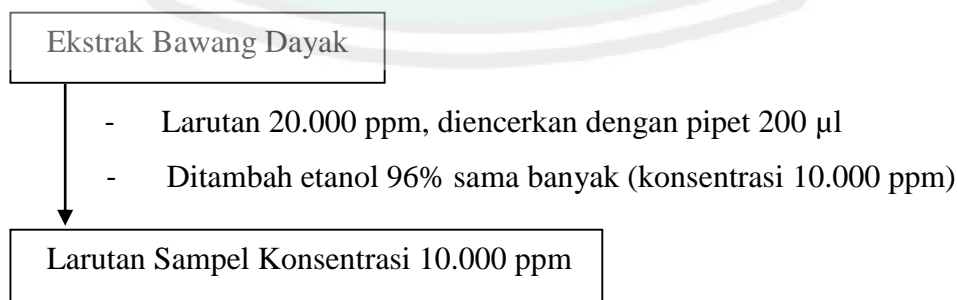 Ekstrak Bawang Dayak
- Larutan 20.000 ppm, diencerkan dengan pipet 200 µl
- Ditambah etanol 96% sama banyak (konsentrasi 10.000 ppm)
Larutan Sampel Konsentrasi 10.000 ppm